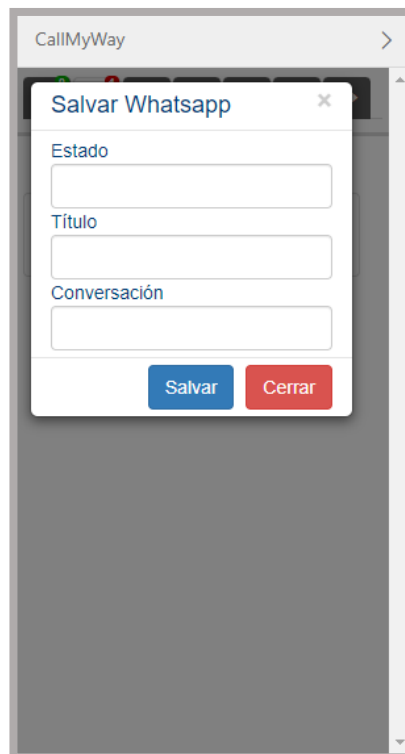 CallMyWay
Salvar Whatsapp
Estado
Título
Conversación
Salvar Cerrar